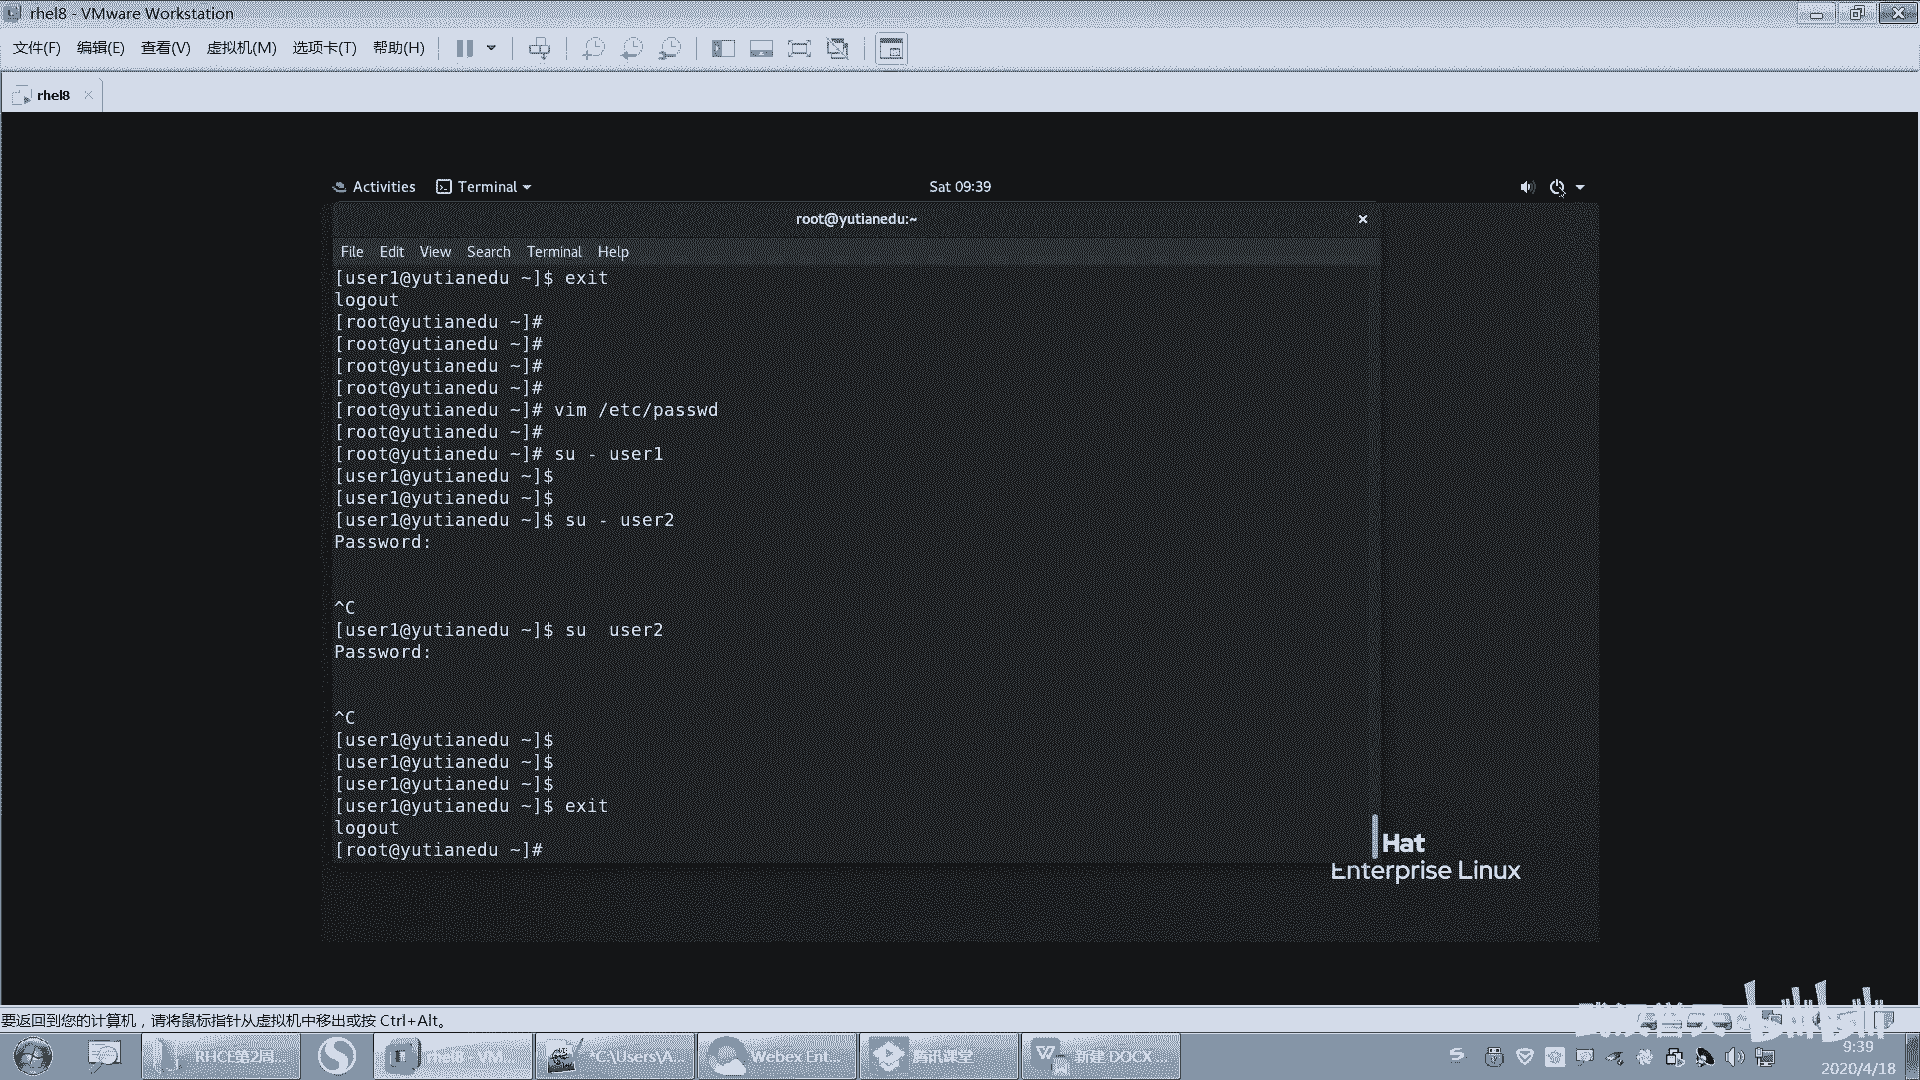 rhel8 - VMware Workstation
文件(F) 编辑(E) 查看(V) 虚拟机(M) 选项卡(T) 帮助(H)
rhel8
Activities Terminal Sat 09:39
root@yutianedu:~
File Edit View Search Terminal Help
[user1@yutianedu ~]$ exit
logout
[root@yutianedu ~]#
[root@yutianedu ~]#
[root@yutianedu ~]#
[root@yutianedu ~]#
[root@yutianedu ~]# vim /etc/passwd
[root@yutianedu ~]#
[root@yutianedu ~]# su - user1
[user1@yutianedu ~]$
[user1@yutianedu ~]$
[user1@yutianedu ~]$ su - user2
Password:
^C
[user1@yutianedu ~]$ su  user2
Password:
^C
[user1@yutianedu ~]$
[user1@yutianedu ~]$
[user1@yutianedu ~]$
[user1@yutianedu ~]$ exit
logout
[root@yutianedu ~]#
Hat
Enterprise Linux
要返回到您的计算机，请将鼠标指针从虚拟机中移出或按 Ctrl+Alt。
bilibili
RHCE第2周... rhel8 - VM... *C:\Users\A... Webex Ent... 腾讯课堂 新建 DOCX ...
9:39
2020/4/18